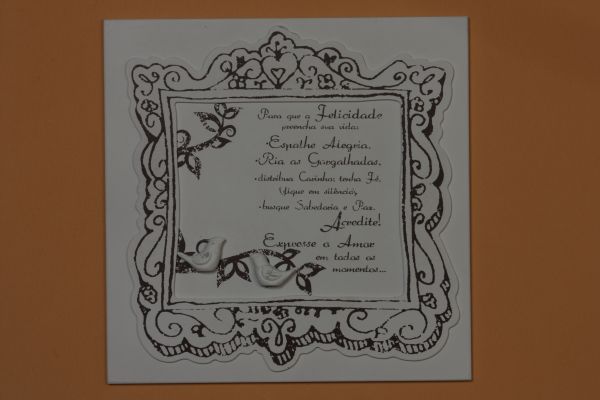 Para que a Felicidade
preencha sua vida:
·Espalhe Alegria,
·Ria as Gargalhadas,
·distribua Carinho; tenha Fé,
fique em silêncio,
·busque Sabedoria e Paz.
Acredite!
Expresse o Amor
em todos os
momentos...